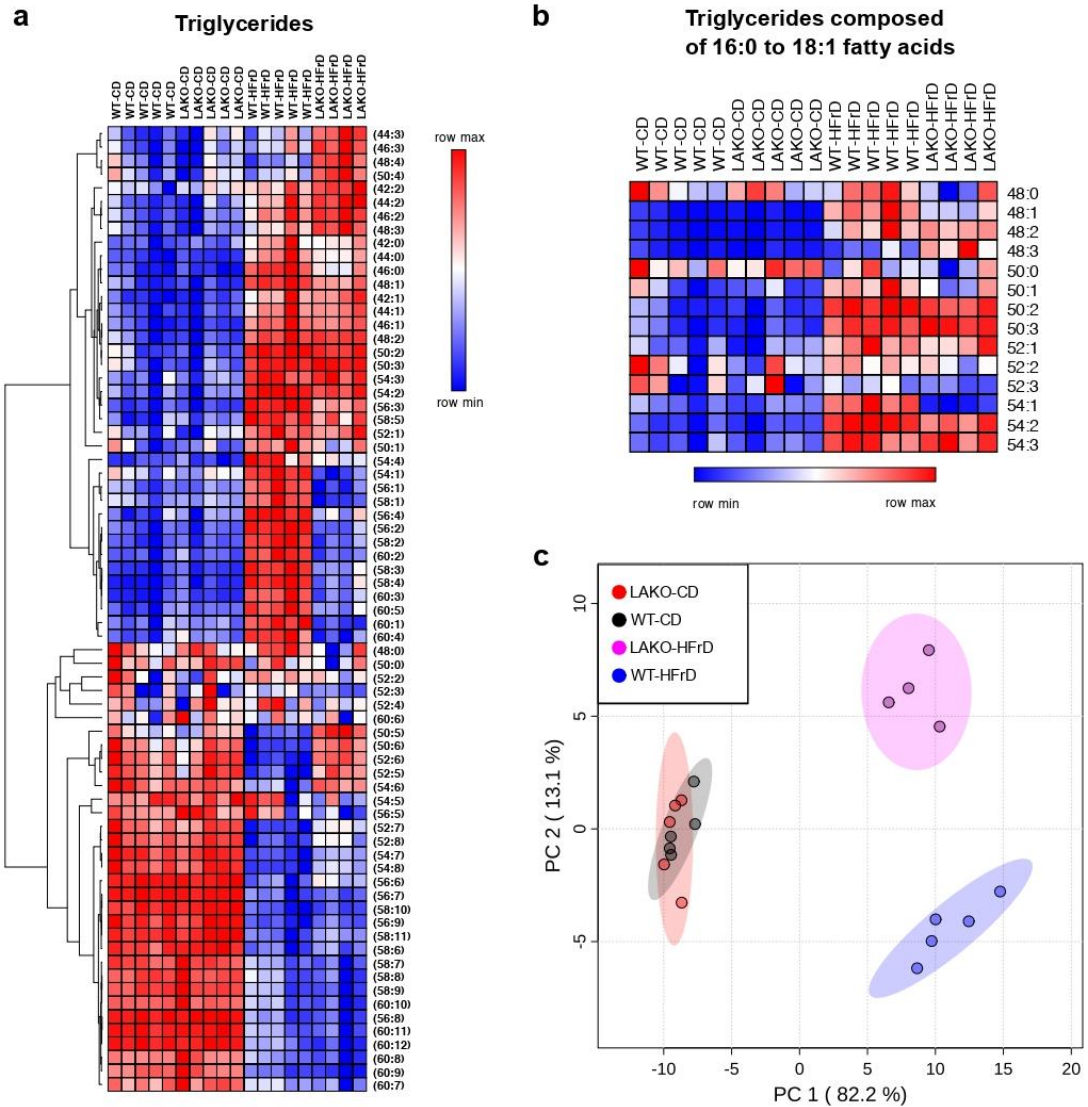 a
Triglycerides
WT-CD
WT-CD
WT-CD
WT-CD
WT-CD
LAKO-CD
LAKO-CD
LAKO-CD
LAKO-CD
LAKO-CD
WT-HFrD
WT-HFrD
WT-HFrD
WT-HFrD
WT-HFrD
LAKO-HFrD
LAKO-HFrD
LAKO-HFrD
LAKO-HFrD
(44:3)
(46:3)
(48:4)
(50:4)
(42:2)
(44:2)
(46:2)
(48:3)
(42:0)
(44:0)
(46:0)
(48:1)
(42:1)
(44:1)
(46:1)
(48:2)
(50:2)
(50:3)
(54:3)
(54:2)
(56:3)
(58:5)
(52:1)
(50:1)
(54:4)
(54:1)
(56:1)
(58:1)
(56:4)
(56:2)
(58:2)
(60:2)
(58:3)
(58:4)
(60:3)
(60:5)
(60:1)
(60:4)
(48:0)
(50:0)
(52:2)
(52:3)
(52:4)
(60:6)
(50:5)
(50:6)
(52:6)
(52:5)
(54:6)
(54:5)
(56:5)
(52:7)
(52:8)
(54:7)
(54:8)
(56:6)
(56:7)
(58:10)
(56:9)
(58:11)
(58:6)
(58:7)
(58:8)
(58:9)
(60:10)
(56:8)
(60:11)
(60:12)
(60:8)
(60:9)
(60:7)
row max
row min
b
Triglycerides composed
of 16:0 to 18:1 fatty acids
WT-CD
WT-CD
WT-CD
WT-CD
WT-CD
LAKO-CD
LAKO-CD
LAKO-CD
LAKO-CD
LAKO-CD
WT-HFrD
WT-HFrD
WT-HFrD
WT-HFrD
WT-HFrD
LAKO-HFrD
LAKO-HFrD
LAKO-HFrD
LAKO-HFrD
48:0
48:1
48:2
48:3
50:0
50:1
50:2
50:3
52:1
52:2
52:3
54:1
54:2
54:3
row min
row max
c
LAKO-CD
WT-CD
LAKO-HFrD
WT-HFrD
10
5
0
-5
PC 2 ( 13.1 %)
-10
-5
0
5
10
15
20
PC 1 ( 82.2 %)